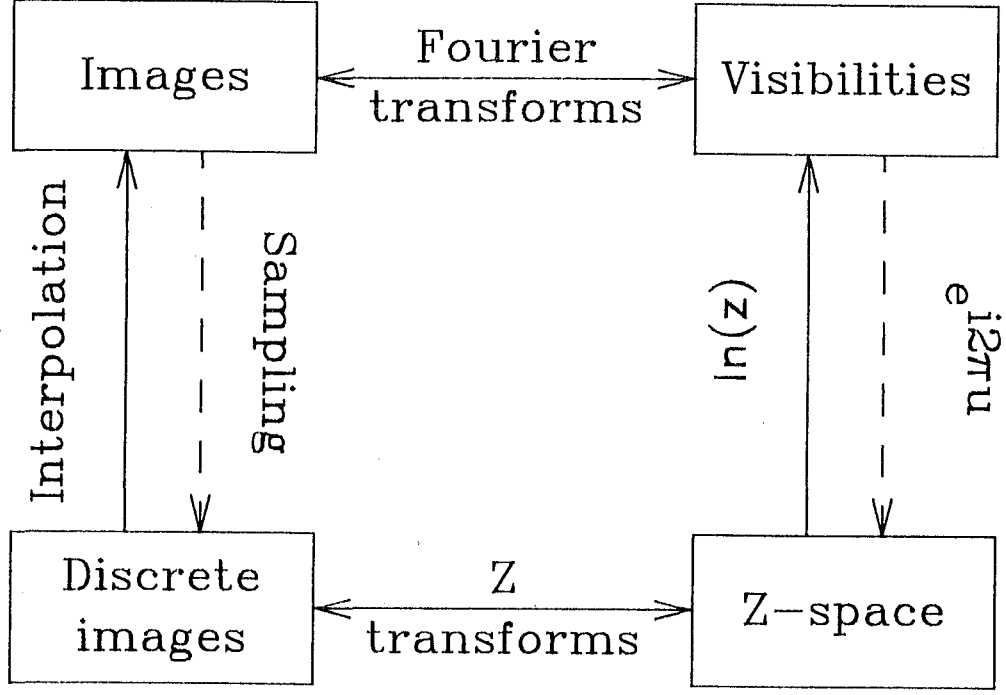 Images
Fourier
transforms
Visibilities
Interpolation
Sampling
ln(z)
e^{i2πu}
Discrete
images
Z
transforms
Z-space